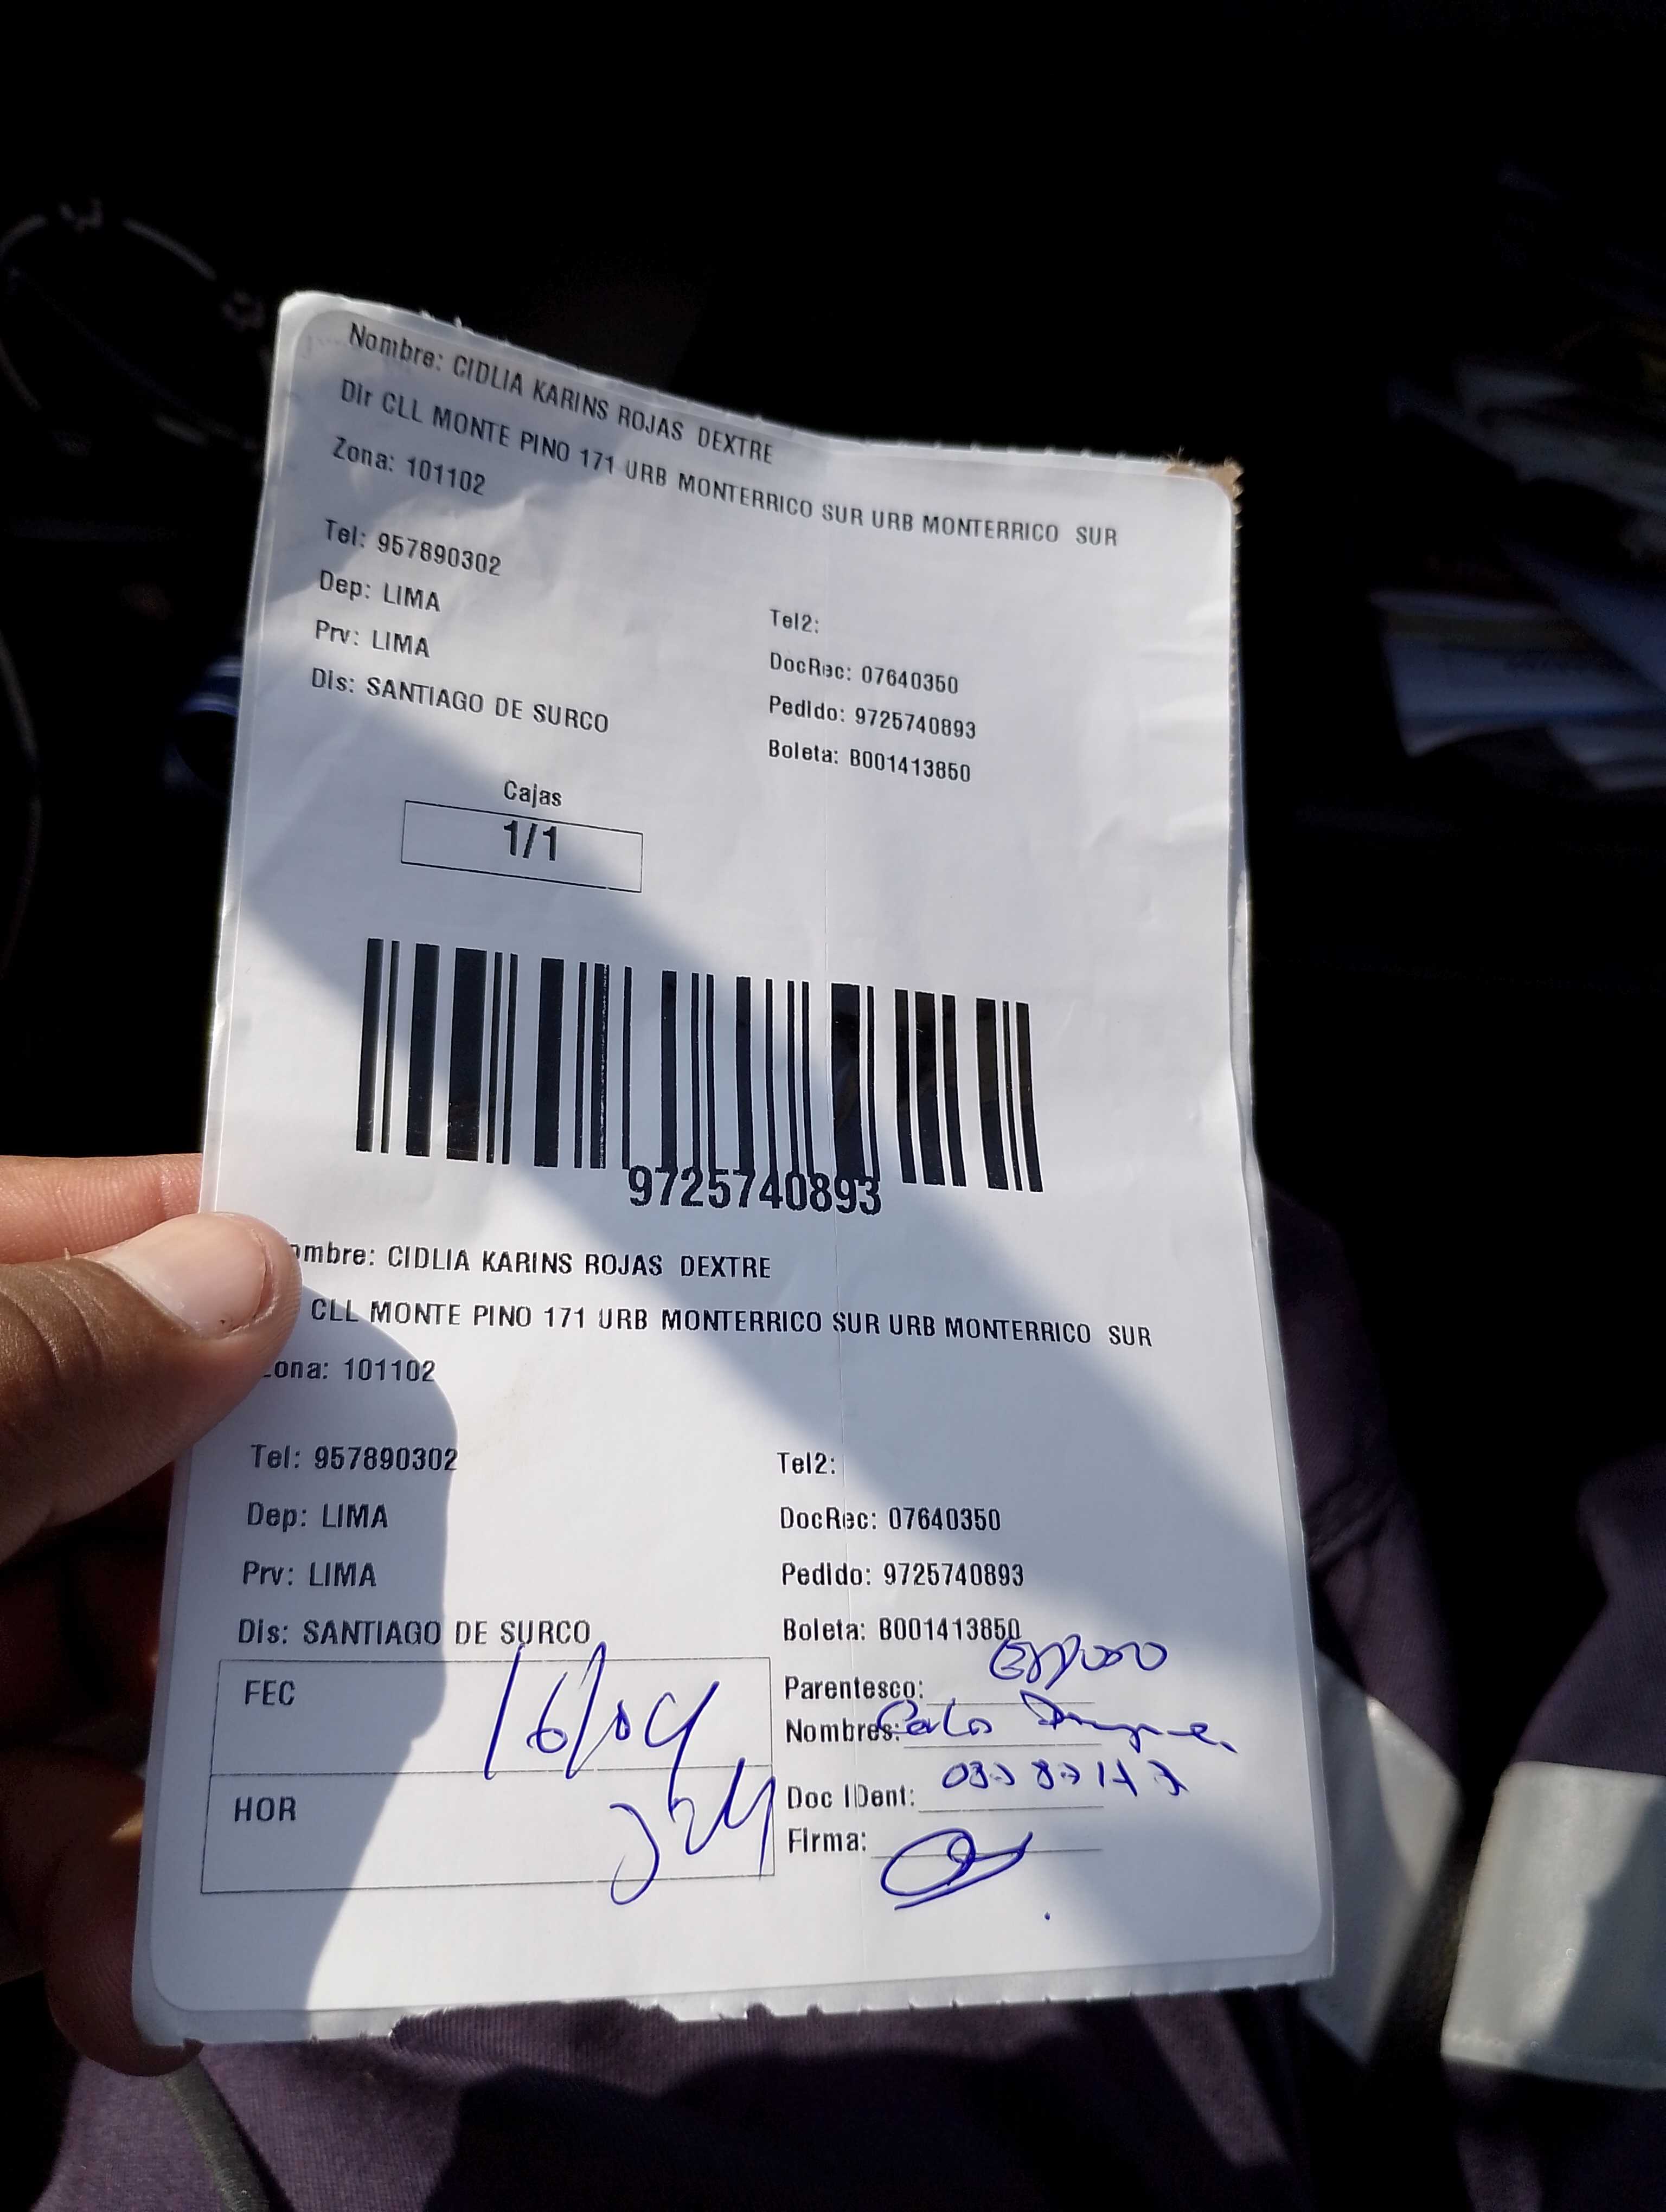 Nombre: CIDLIA KARINS ROJAS DEXTRE
Dir CLL MONTE PINO 171 URB MONTERRICO SUR URB MONTERRICO SUR
Zona: 101102
Tel: 957890302
Dep: LIMA
Prv: LIMA
Dis: SANTIAGO DE SURCO
Tel2:
DocRec: 07640350
Pedido: 9725740893
Boleta: B001413850
Cajas
1/1
9725740893
ombre: CIDLIA KARINS ROJAS DEXTRE
CLL MONTE PINO 171 URB MONTERRICO SUR URB MONTERRICO SUR
ona: 101102
Tel: 957890302
Dep: LIMA
Prv: LIMA
Dis: SANTIAGO DE SURCO
Tel2:
DocRec: 07640350
Pedido: 9725740893
Boleta: B001413850
FEC 16/04
HOR
Parentesco: Esposo
Nombres: Carlos
Doc IDent:
Firma: